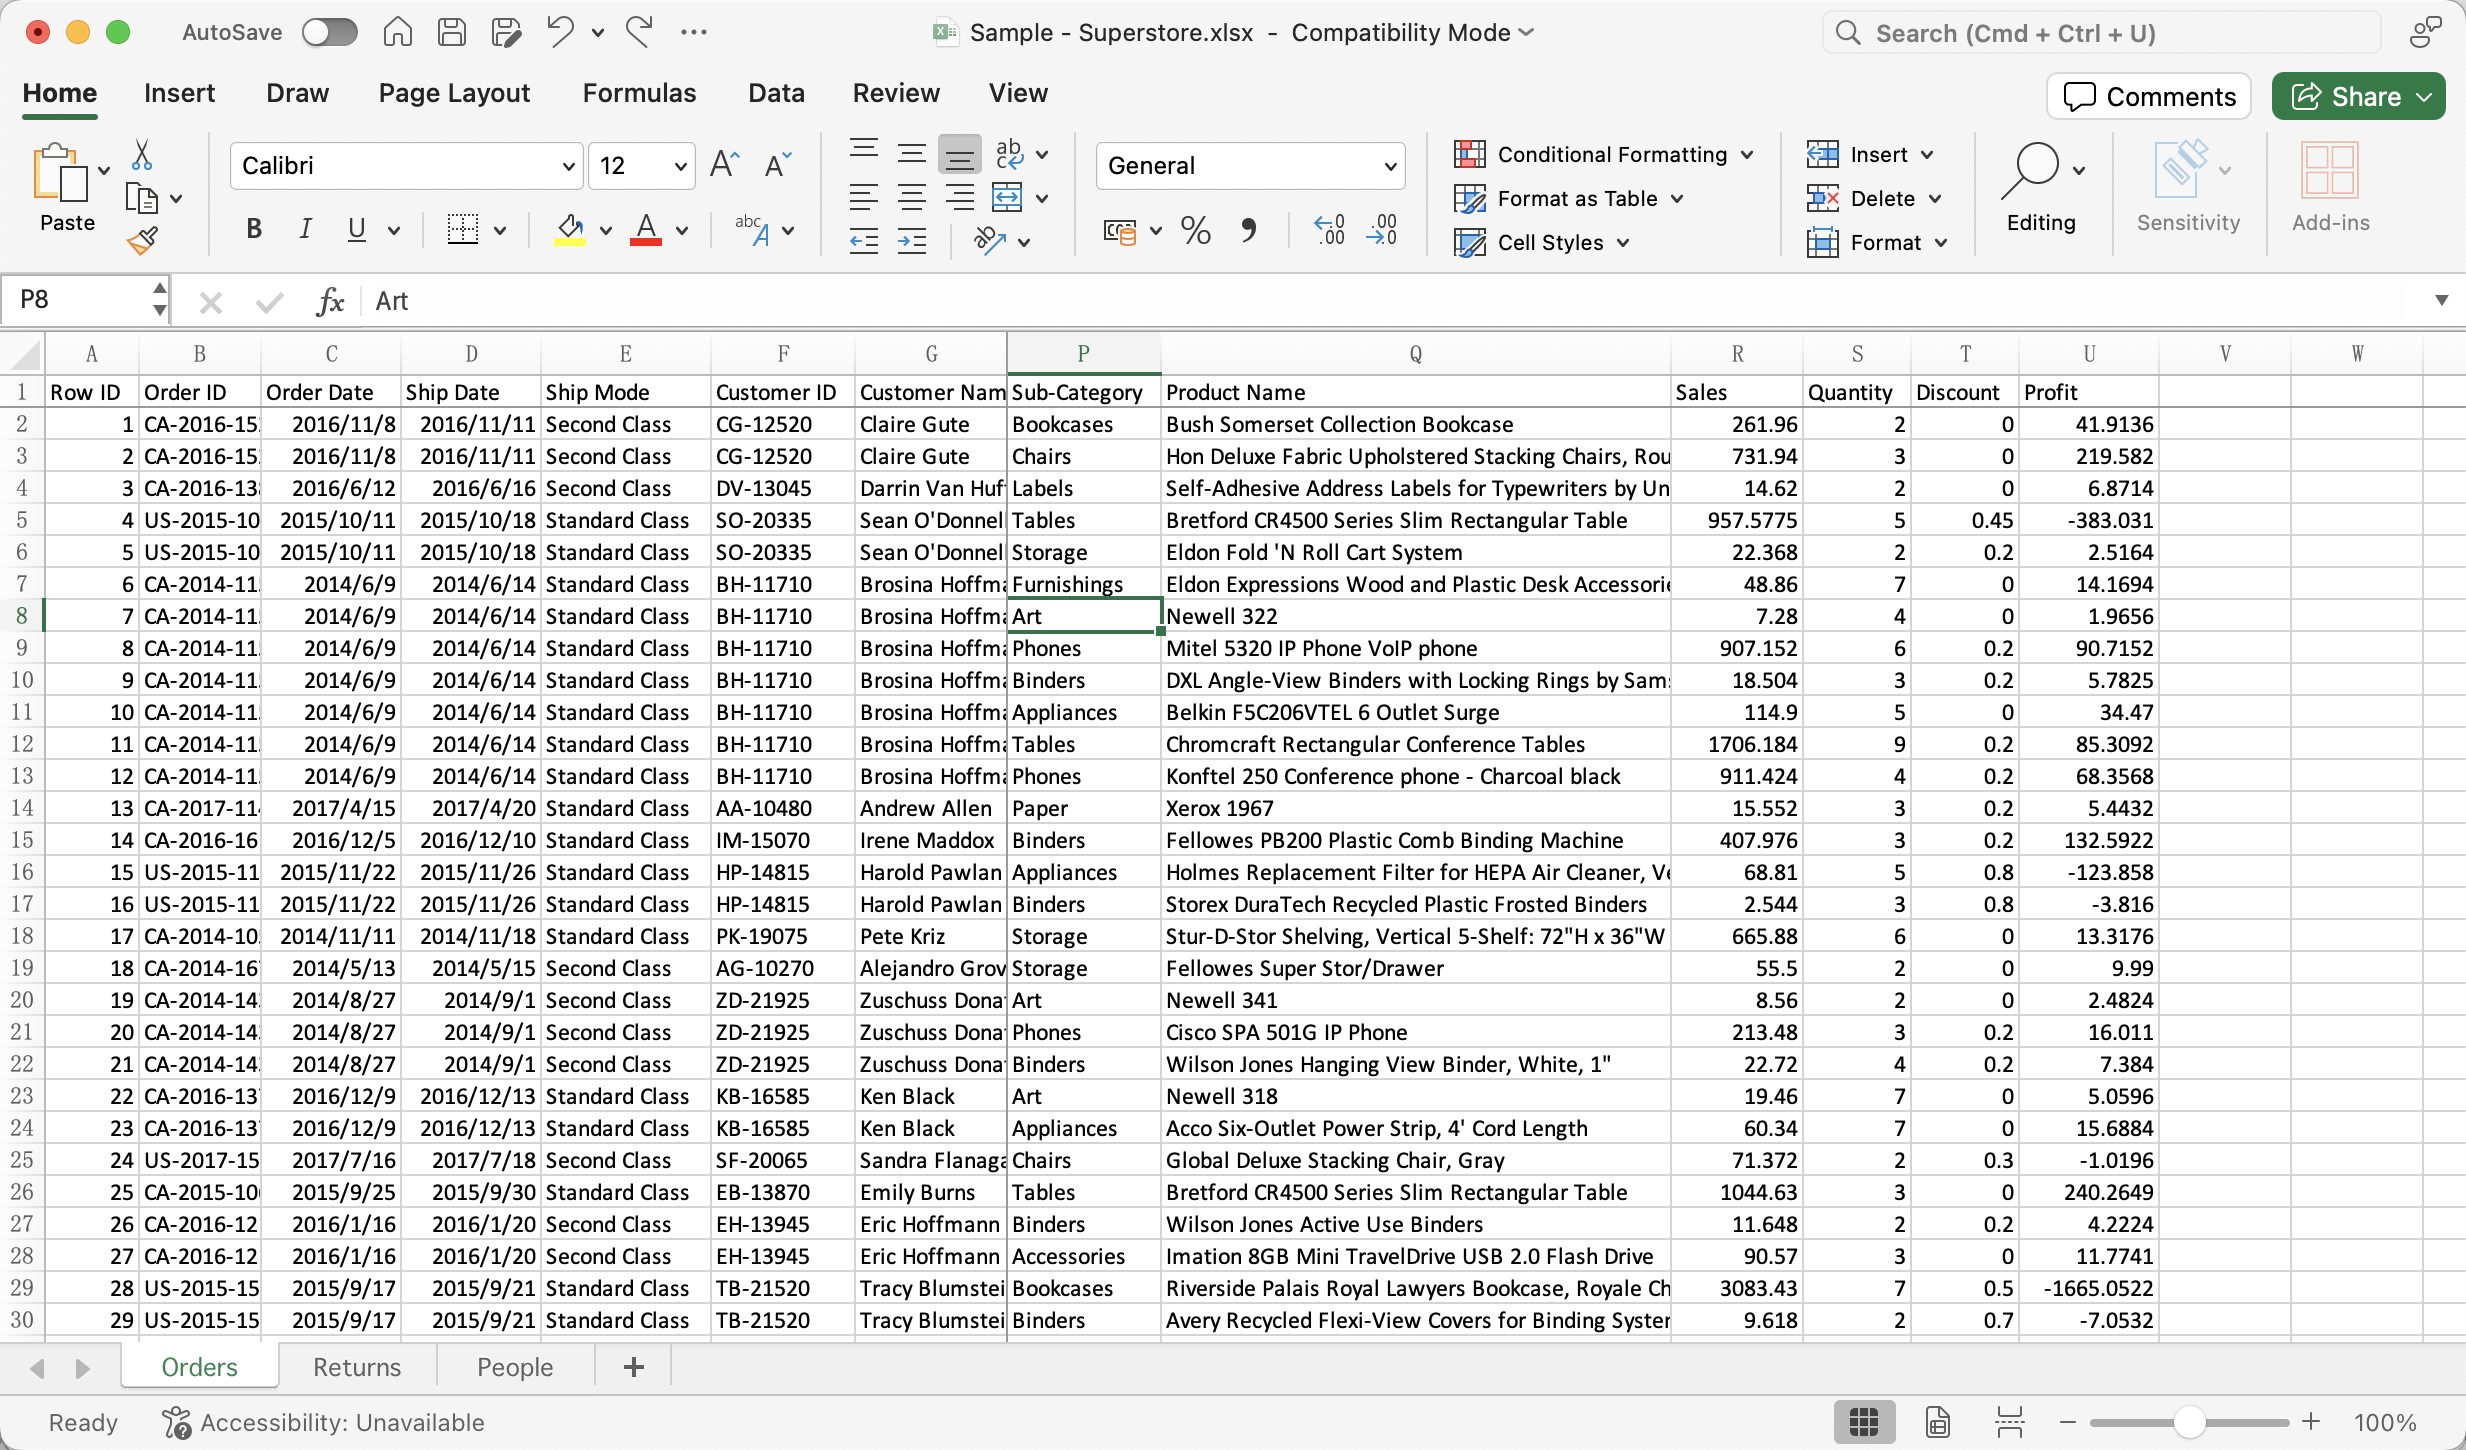 AutoSave
Sample - Superstore.xlsx - Compatibility Mode
Search (Cmd + Ctrl + U)
Home Insert Draw Page Layout Formulas Data Review View Comments Share
Paste
Calibri 12
General
Conditional Formatting
Format as Table
Cell Styles
Insert
Delete
Format
Editing
Sensitivity
Add-ins
P8 fx Art
A B C D E F G P Q R S T U V W
1 Row ID Order ID Order Date Ship Date Ship Mode Customer ID Customer Nam Sub-Category Product Name Sales Quantity Discount Profit
2 1 CA-2016-15 2016/11/8 2016/11/11 Second Class CG-12520 Claire Gute Bookcases Bush Somerset Collection Bookcase 261.96 2 0 41.9136
3 2 CA-2016-15 2016/11/8 2016/11/11 Second Class CG-12520 Claire Gute Chairs Hon Deluxe Fabric Upholstered Stacking Chairs, Rou 731.94 3 0 219.582
4 3 CA-2016-13 2016/6/12 2016/6/16 Second Class DV-13045 Darrin Van Huf Labels Self-Adhesive Address Labels for Typewriters by Un 14.62 2 0 6.8714
5 4 US-2015-10 2015/10/11 2015/10/18 Standard Class SO-20335 Sean O'Donnel Tables Bretford CR4500 Series Slim Rectangular Table 957.5775 5 0.45 -383.031
6 5 US-2015-10 2015/10/11 2015/10/18 Standard Class SO-20335 Sean O'Donnel Storage Eldon Fold 'N Roll Cart System 22.368 2 0.2 2.5164
7 6 CA-2014-11 2014/6/9 2014/6/14 Standard Class BH-11710 Brosina Hoffma Furnishings Eldon Expressions Wood and Plastic Desk Accessorie 48.86 7 0 14.1694
8 7 CA-2014-11 2014/6/9 2014/6/14 Standard Class BH-11710 Brosina Hoffma Art Newell 322 7.28 4 0 1.9656
9 8 CA-2014-11 2014/6/9 2014/6/14 Standard Class BH-11710 Brosina Hoffma Phones Mitel 5320 IP Phone VoIP phone 907.152 6 0.2 90.7152
10 9 CA-2014-11 2014/6/9 2014/6/14 Standard Class BH-11710 Brosina Hoffma Binders DXL Angle-View Binders with Locking Rings by Sam 18.504 3 0.2 5.7825
11 10 CA-2014-11 2014/6/9 2014/6/14 Standard Class BH-11710 Brosina Hoffma Appliances Belkin F5C206VTEL 6 Outlet Surge 114.9 5 0 34.47
12 11 CA-2014-11 2014/6/9 2014/6/14 Standard Class BH-11710 Brosina Hoffma Tables Chromcraft Rectangular Conference Tables 1706.184 9 0.2 85.3092
13 12 CA-2014-11 2014/6/9 2014/6/14 Standard Class BH-11710 Brosina Hoffma Phones Konftel 250 Conference phone - Charcoal black 911.424 4 0.2 68.3568
14 13 CA-2017-11 2017/4/15 2017/4/20 Standard Class AA-10480 Andrew Allen Paper Xerox 1967 15.552 3 0.2 5.4432
15 14 CA-2016-16 2016/12/5 2016/12/10 Standard Class IM-15070 Irene Maddox Binders Fellowes PB200 Plastic Comb Binding Machine 407.976 3 0.2 132.5922
16 15 US-2015-11 2015/11/22 2015/11/26 Standard Class HP-14815 Harold Pawlan Appliances Holmes Replacement Filter for HEPA Air Cleaner, Ve 68.81 5 0.8 -123.858
17 16 US-2015-11 2015/11/22 2015/11/26 Standard Class HP-14815 Harold Pawlan Binders Storex DuraTech Recycled Plastic Frosted Binders 2.544 3 0.8 -3.816
18 17 CA-2014-10 2014/11/11 2014/11/18 Standard Class PK-19075 Pete Kriz Storage Stur-D-Stor Shelving, Vertical 5-Shelf: 72"H x 36"W 665.88 6 0 13.3176
19 18 CA-2014-16 2014/5/13 2014/5/15 Second Class AG-10270 Alejandro Grov Storage Fellowes Super Stor/Drawer 55.5 2 0 9.99
20 19 CA-2014-14 2014/8/27 2014/9/1 Second Class ZD-21925 Zuschuss Dona Art Newell 341 8.56 2 0 2.4824
21 20 CA-2014-14 2014/8/27 2014/9/1 Second Class ZD-21925 Zuschuss Dona Phones Cisco SPA 501G IP Phone 213.48 3 0.2 16.011
22 21 CA-2014-14 2014/8/27 2014/9/1 Second Class ZD-21925 Zuschuss Dona Binders Wilson Jones Hanging View Binder, White, 1" 22.72 4 0.2 7.384
23 22 CA-2016-13 2016/12/9 2016/12/13 Standard Class KB-16585 Ken Black Art Newell 318 19.46 7 0 5.0596
24 23 CA-2016-13 2016/12/9 2016/12/13 Standard Class KB-16585 Ken Black Appliances Acco Six-Outlet Power Strip, 4' Cord Length 60.34 7 0 15.6884
25 24 US-2017-15 2017/7/16 2017/7/18 Second Class SF-20065 Sandra Flanaga Chairs Global Deluxe Stacking Chair, Gray 71.372 2 0.3 -1.0196
26 25 CA-2015-10 2015/9/25 2015/9/30 Standard Class EB-13870 Emily Burns Tables Bretford CR4500 Series Slim Rectangular Table 1044.63 3 0 240.2649
27 26 CA-2016-12 2016/1/16 2016/1/20 Second Class EH-13945 Eric Hoffmann Binders Wilson Jones Active Use Binders 11.648 2 0.2 4.2224
28 27 CA-2016-12 2016/1/16 2016/1/20 Second Class EH-13945 Eric Hoffmann Accessories Imation 8GB Mini TravelDrive USB 2.0 Flash Drive 90.57 3 0 11.7741
29 28 US-2015-15 2015/9/17 2015/9/21 Standard Class TB-21520 Tracy Blumstei Bookcases Riverside Palais Royal Lawyers Bookcase, Royale Ch 3083.43 7 0.5 -1665.0522
30 29 US-2015-15 2015/9/17 2015/9/21 Standard Class TB-21520 Tracy Blumstei Binders Avery Recycled Flexi-View Covers for Binding System 9.618 2 0.7 -7.0532
Orders Returns People +
Ready Accessibility: Unavailable 100%